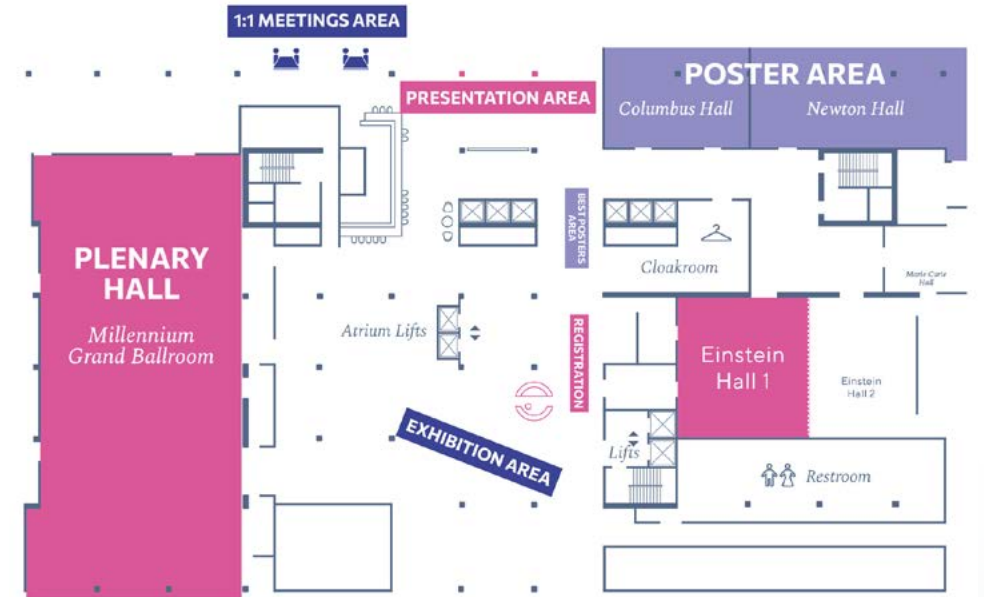 1:1 MEETINGS AREA
PRESENTATION AREA
POSTER AREA
Columbus Hall
Newton Hall
PLENARY
HALL
Millennium
Grand Ballroom
BEST POSTERS
AREA
Cloakroom
Marie Curie
Hall
Atrium Lifts
REGISTRATION
Einstein
Hall 1
Einstein
Hall 2
EXHIBITION AREA
Lifts
Restroom